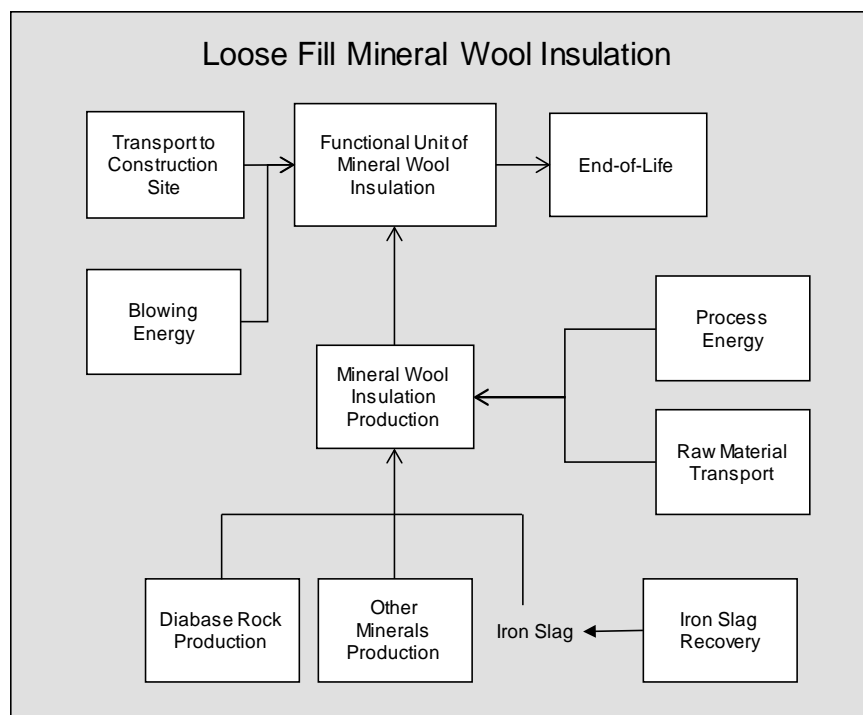 Loose Fill Mineral Wool Insulation
Transport to
Construction
Site
Functional Unit of
Mineral Wool
Insulation
End-of-Life
Blowing
Energy
Process
Energy
Mineral Wool
Insulation
Production
Raw Material
Transport
Diabase Rock
Production
Other
Minerals
Production
Iron Slag
Iron Slag
Recovery